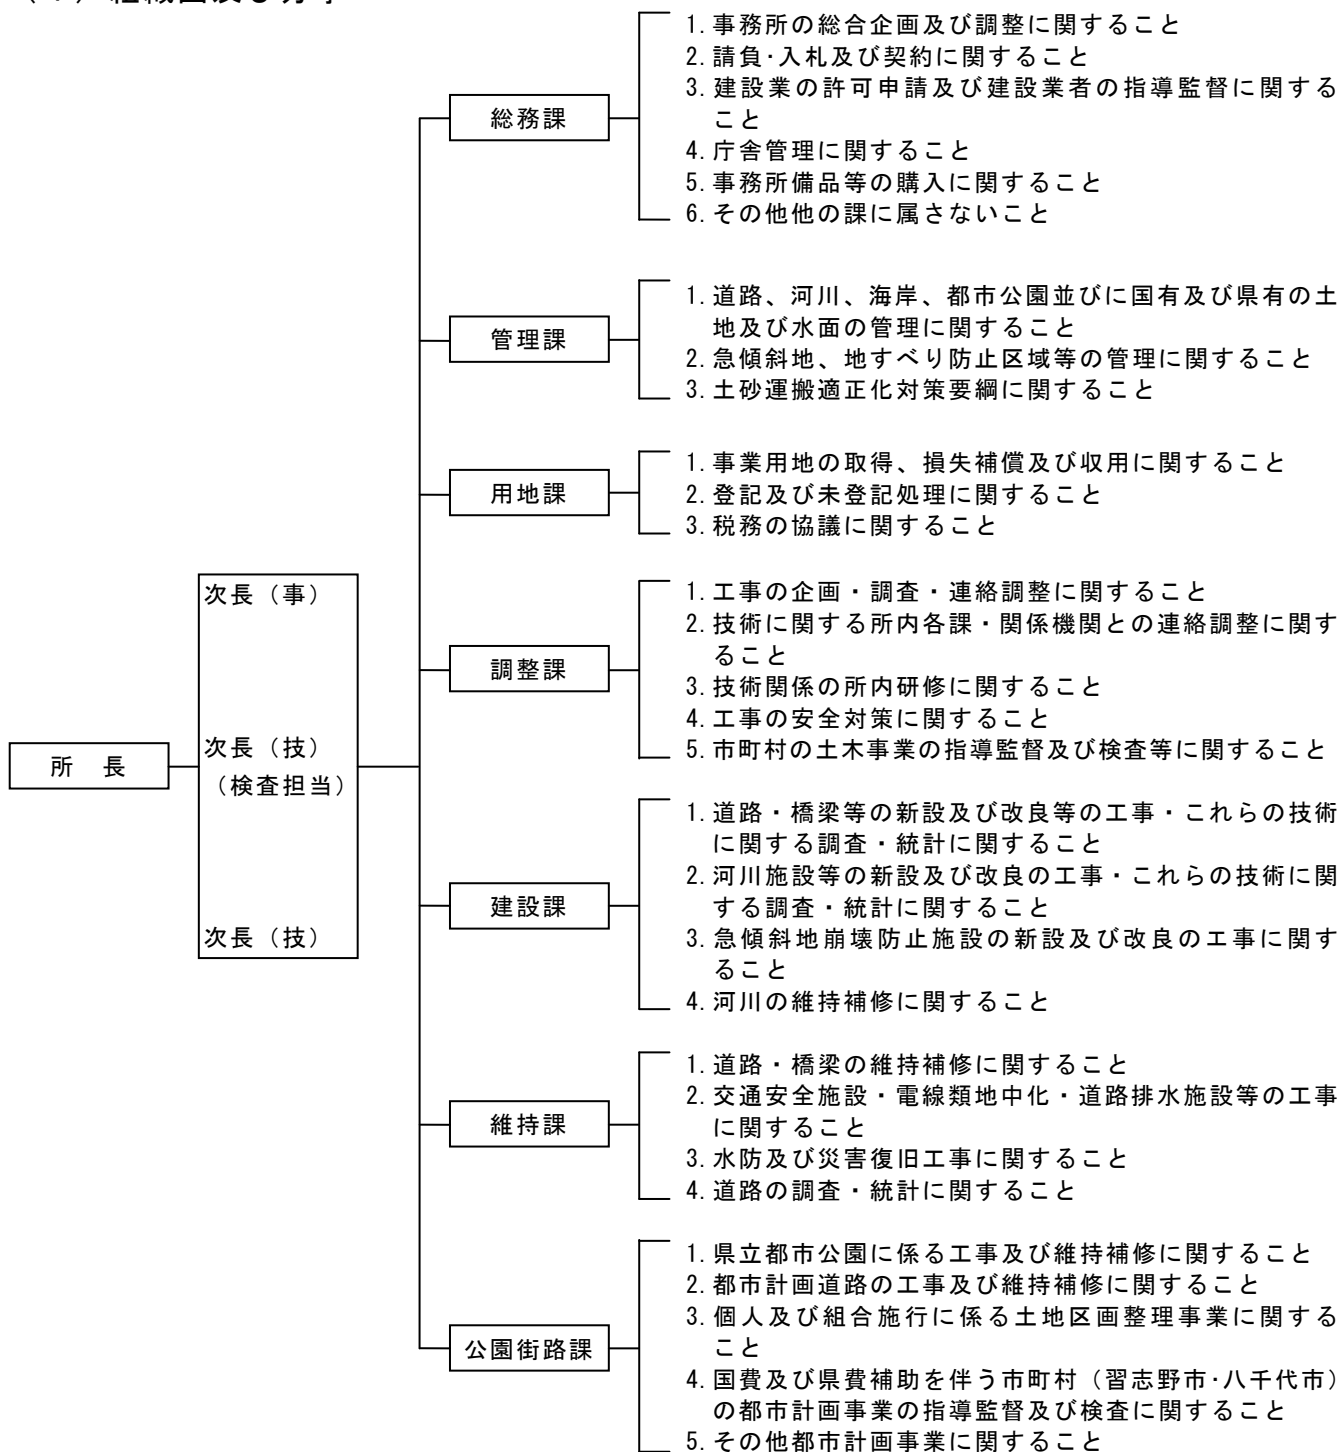 組織図及び
所 長
次長（事）
次長（技）
（検査担当）
次長（技）
総務課
1.事務所の総合企画及び調整に関すること
2.請負･入札及び契約に関すること
3.建設業の許可申請及び建設業者の指導監督に関する
こと
4.庁舎管理に関すること
5.事務所備品等の購入に関すること
6.その他他の課に属さないこと
管理課
1.道路、河川、海岸、都市公園並びに国有及び県有の土
地及び水面の管理に関すること
2.急傾斜地、地すべり防止区域等の管理に関すること
3.土砂運搬適正化対策要綱に関すること
用地課
1.事業用地の取得、損失補償及び収用に関すること
2.登記及び未登記処理に関すること
3.税務の協議に関すること
調整課
1.工事の企画・調査・連絡調整に関すること
2.技術に関する所内各課・関係機関との連絡調整に関す
ること
3.技術関係の所内研修に関すること
4.工事の安全対策に関すること
5.市町村の土木事業の指導監督及び検査等に関すること
建設課
1.道路・橋梁等の新設及び改良等の工事・これらの技術
に関する調査・統計に関すること
2.河川施設等の新設及び改良の工事・これらの技術に関
する調査・統計に関すること
3.急傾斜地崩壊防止施設の新設及び改良の工事に関す
ること
4.河川の維持補修に関すること
維持課
1.道路・橋梁の維持補修に関すること
2.交通安全施設・電線類地中化・道路排水施設等の工事
に関すること
3.水防及び災害復旧工事に関すること
4.道路の調査・統計に関すること
公園街路課
1.県立都市公園に係る工事及び維持補修に関すること
2.都市計画道路の工事及び維持補修に関すること
3.個人及び組合施行に係る土地区画整理事業に関する
こと
4.国費及び県費補助を伴う市町村（習志野市･八千代市）
の都市計画事業の指導監督及び検査に関すること
5.その他都市計画事業に関すること